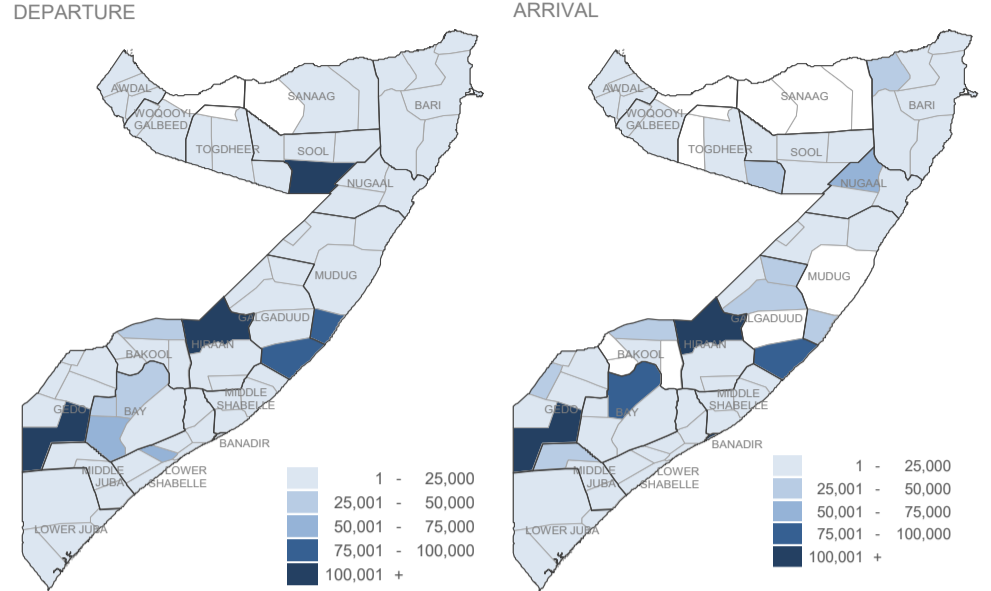 DEPARTURE
AWDAL
WOQOOYI
GALBEED
TOGDHEER
SANAAG
SOOL
BARI
NUGAAL
MUDUG
GALGADUUD
HIRAAN
BAKOOL
GEDO
BAY
MIDDLE
SHABELLE
BANADIR
MIDDLE
JUBA
LOWER
SHABELLE
LOWER JUBA
1 - 25,000
25,001 - 50,000
50,001 - 75,000
75,001 - 100,000
100,001 +
ARRIVAL
AWDAL
WOQOOYI
GALBEED
TOGDHEER
SANAAG
SOOL
BARI
NUGAAL
MUDUG
GALGADUUD
HIRAAN
BAKOOL
GEDO
BAY
MIDDLE
SHABELLE
BANADIR
MIDDLE
JUBA
LOWER
SHABELLE
LOWER JUBA
1 - 25,000
25,001 - 50,000
50,001 - 75,000
75,001 - 100,000
100,001 +